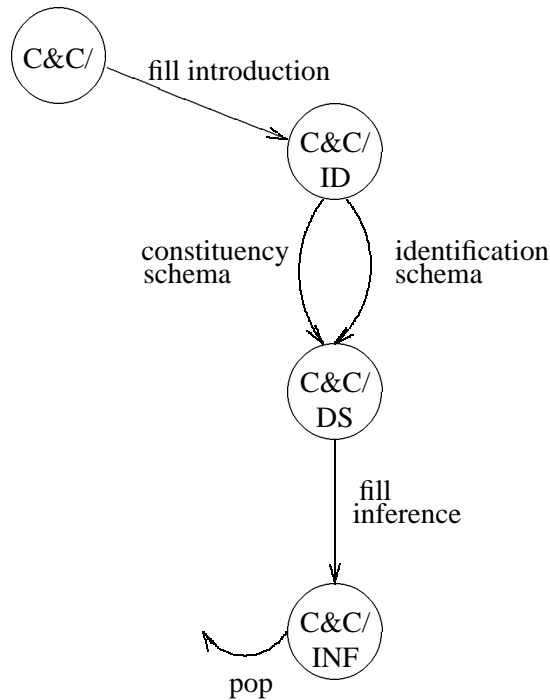 C&C/
fill introduction
C&C/
ID
constituency
schema
identification
schema
C&C/
DS
fill
inference
C&C/
INF
pop